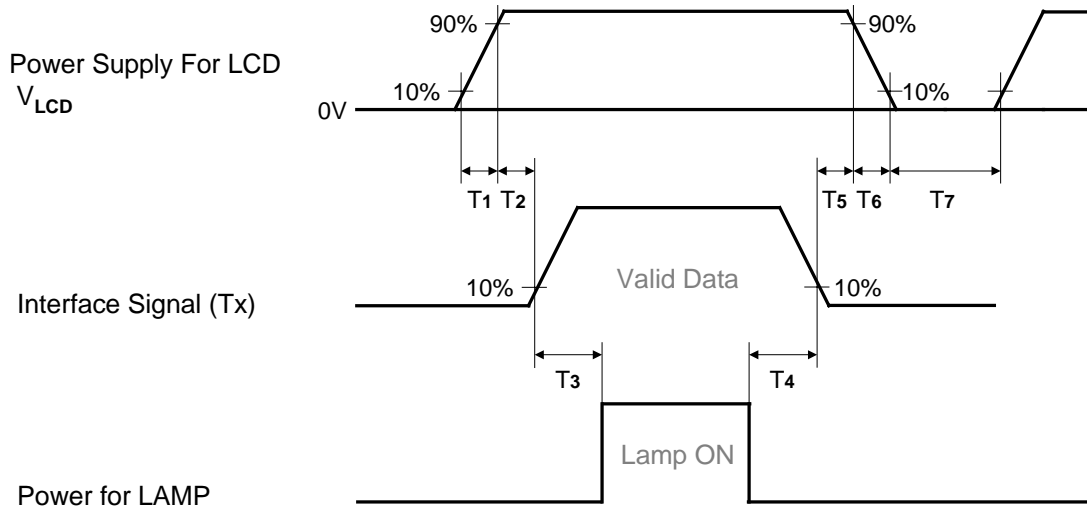 90%
90%
Power Supply For LCD
VLCD
10%
10%
0V
T1 T2
T5 T6 T7
Valid Data
10%
10%
Interface Signal (Tx)
T3
T4
Lamp ON
Power for LAMP